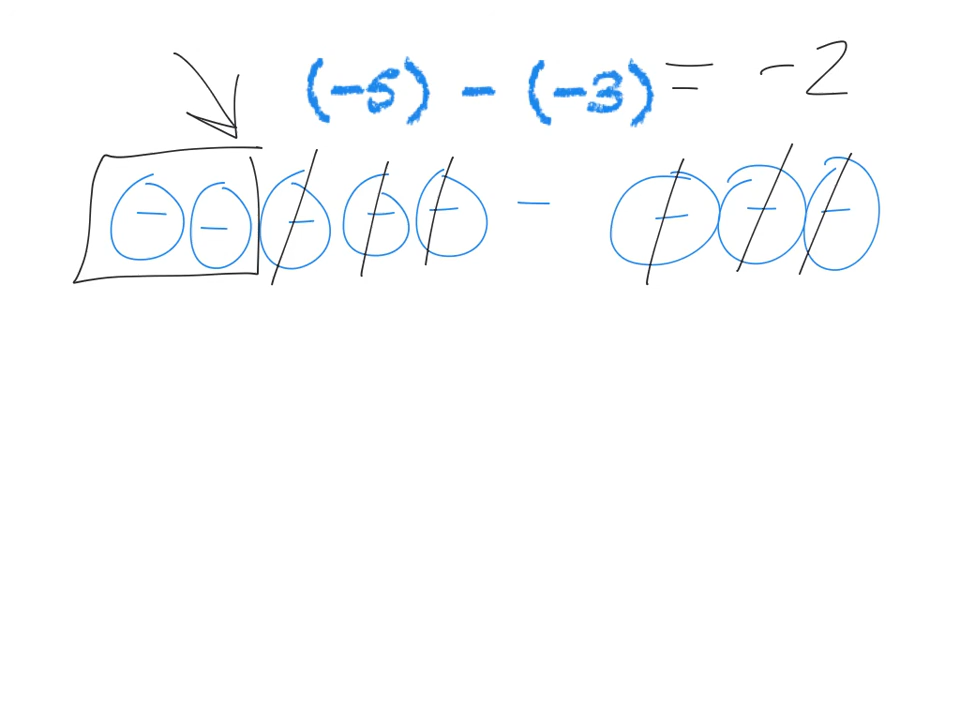 (-5) - (-3) = -2
- - - - - - - - -